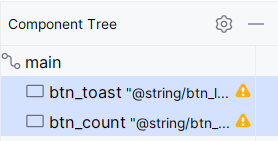 Component Tree
main
btn_toast "@string/btn_l...
btn_count "@string/btn_...